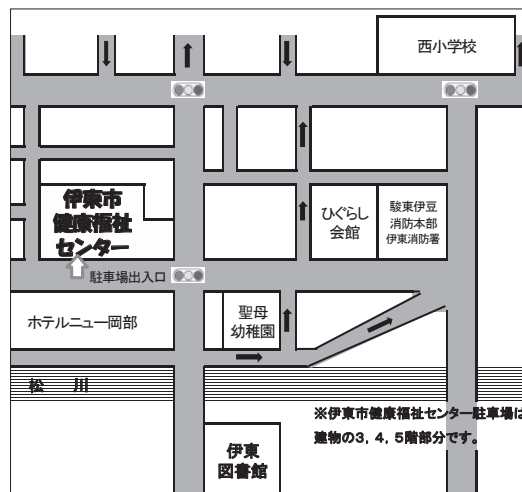 西小学校
伊東市
健康福祉
センター
ひぐらし
会館
駿東伊豆
消防本部
伊東消防署
駐車場出入口
ホテルニュー岡部
聖母
幼稚園
松 川
※伊東市健康福祉センター駐車場は
建物の3，4，5階部分です。
伊東
図書館